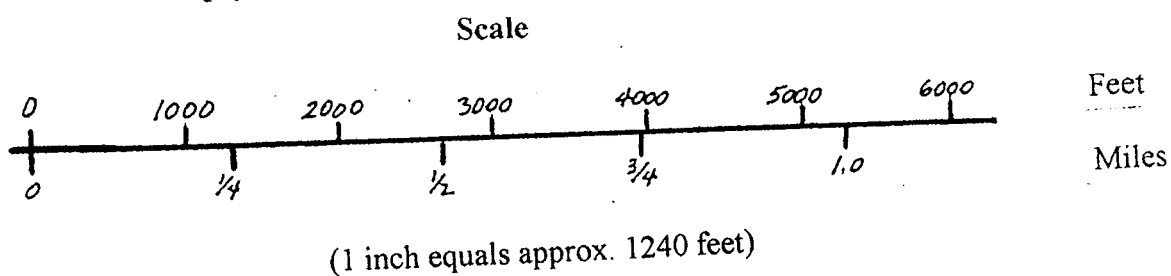 Scale
0 1000 2000 3000 4000 5000 6000 Feet
0 1/4 1/2 3/4 1.0 Miles
(1 inch equals approx. 1240 feet)